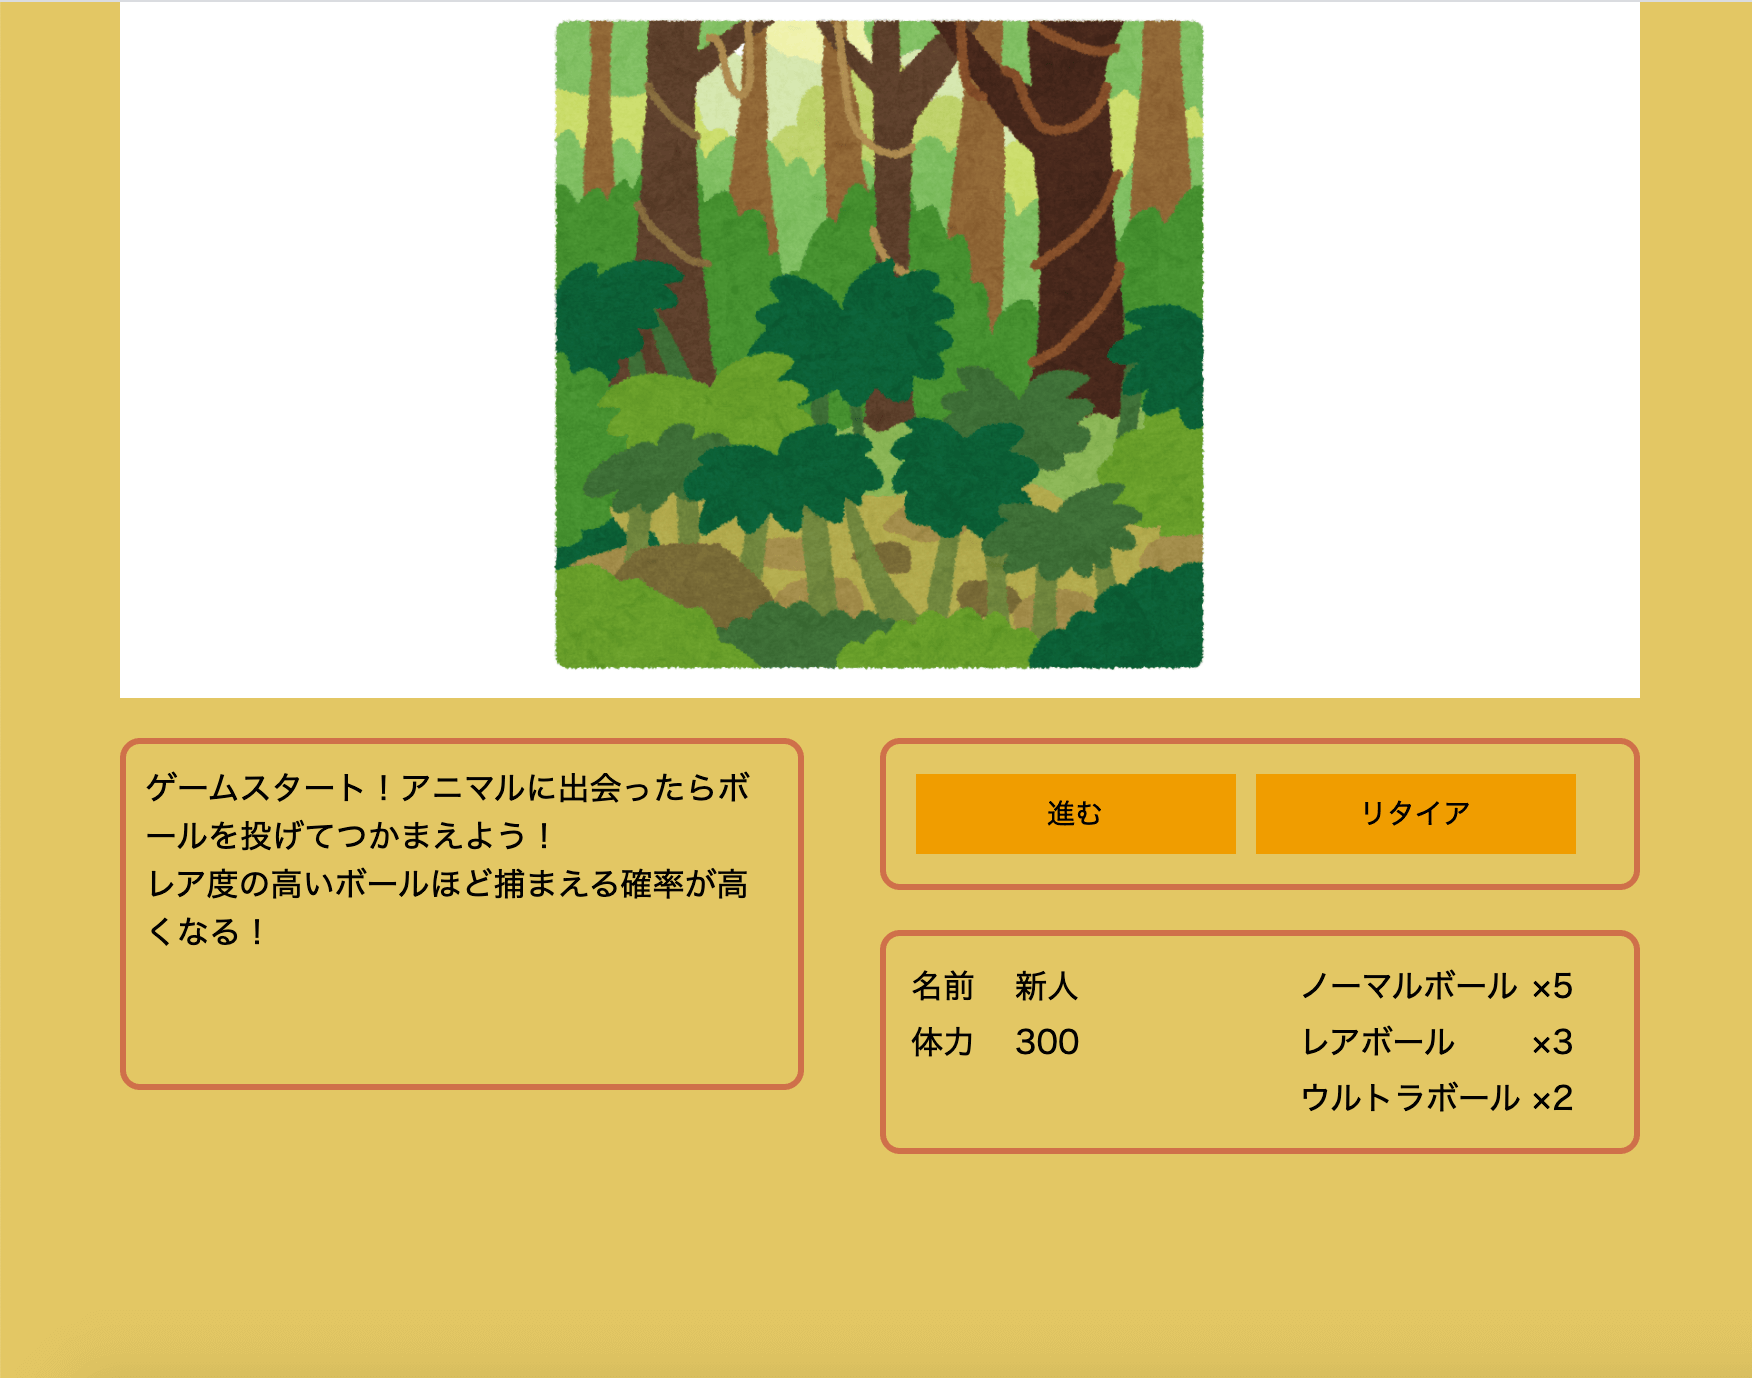 ゲームスタート！アニマルに出会ったらボ
ールを投げてつかまえよう！
レア度の高いボールほど捕まえる確率が高
くなる！
進む リタイア
名前 新人 ノーマルボール ×5
体力 300 レアボール ×3
ウルトラボール ×2